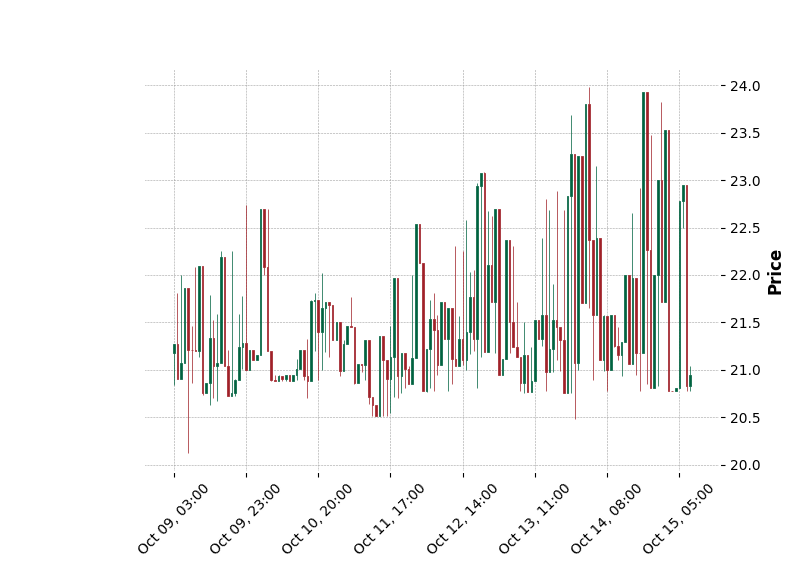 24.0
23.5
23.0
22.5
22.0
21.5
21.0
20.5
20.0
Price
Oct 09, 03:00
Oct 09, 23:00
Oct 10, 20:00
Oct 11, 17:00
Oct 12, 14:00
Oct 13, 11:00
Oct 14, 08:00
Oct 15, 05:00